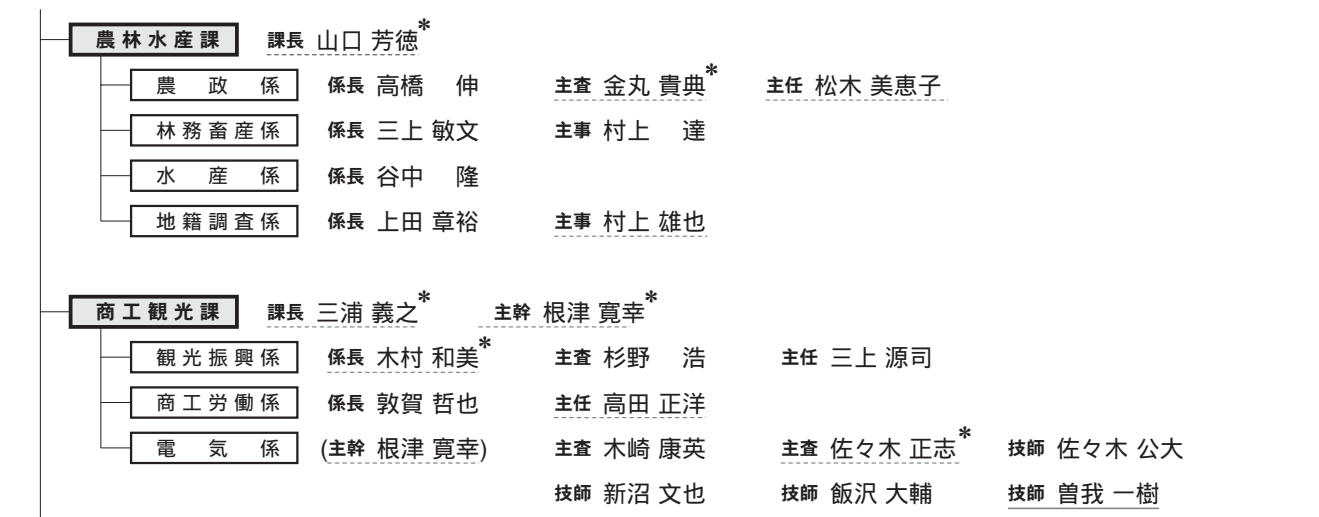 農林水産課 課長 山口 芳徳*
農政係 係長 高橋 伸 主査 金丸 貴典* 主任 松木 美恵子
林務畜産係 係長 三上 敏文 主事 村上 達
水産係 係長 谷中 隆
地籍調査係 係長 上田 章裕 主事 村上 雄也
商工観光課 課長 三浦 義之* 主幹 根津 寛幸*
観光振興係 係長 木村 和美* 主査 杉野 浩 主任 三上 源司
商工労働係 係長 敦賀 哲也 主任 高田 正洋
電気係 (主幹 根津 寛幸) 主査 木崎 康英 主査 佐々木 正志* 技師 佐々木 公大
技師 新沼 文也 技師 飯沢 大輔 技師 曽我 一樹